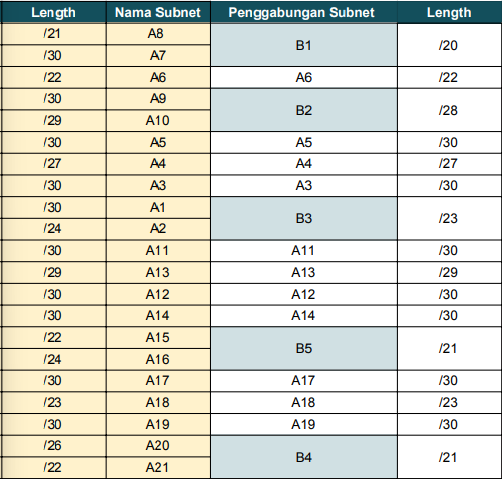 Length Nama Subnet Penggabungan Subnet Length
/21 A8 B1 /20
/30 A7
/22 A6 A6 /22
/30 A9 B2 /28
/29 A10
/30 A5 A5 /30
/27 A4 A4 /27
/30 A3 A3 /30
/30 A1 B3 /23
/24 A2
/30 A11 A11 /30
/29 A13 A13 /29
/30 A12 A12 /30
/30 A14 A14 /30
/22 A15 B5 /21
/24 A16
/30 A17 A17 /30
/23 A18 A18 /23
/30 A19 A19 /30
/26 A20 B4 /21
/22 A21